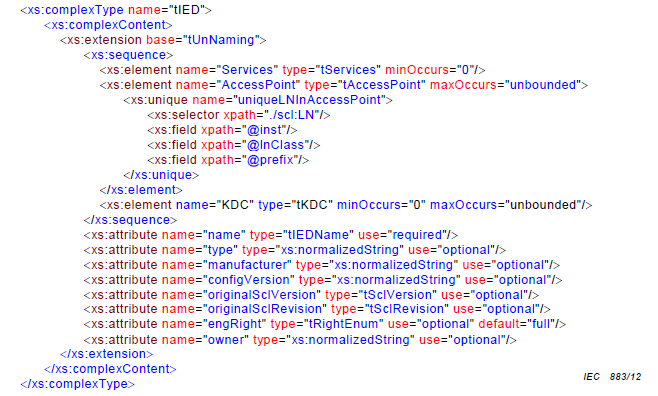 <xs:complexType name="tIED">
<xs:complexContent>
<xs:extension base="tUnNaming">
<xs:sequence>
<xs:element name="Services" type="tServices" minOccurs="0"/>
<xs:element name="AccessPoint" type="tAccessPoint" maxOccurs="unbounded">
<xs:unique name="uniqueLNInAccessPoint">
<xs:selector xpath="./scl:LN"/>
<xs:field xpath="@inst"/>
<xs:field xpath="@lnClass"/>
<xs:field xpath="@prefix"/>
</xs:unique>
</xs:element>
<xs:element name="KDC" type="tKDC" minOccurs="0" maxOccurs="unbounded"/>
</xs:sequence>
<xs:attribute name="name" type="tIEDName" use="required"/>
<xs:attribute name="type" type="xs:normalizedString" use="optional"/>
<xs:attribute name="manufacturer" type="xs:normalizedString" use="optional"/>
<xs:attribute name="configVersion" type="xs:normalizedString" use="optional"/>
<xs:attribute name="originalSclVersion" type="tSclVersion" use="optional"/>
<xs:attribute name="originalSclRevision" type="tSclRevision" use="optional"/>
<xs:attribute name="engRight" type="tRightEnum" use="optional" default="full"/>
<xs:attribute name="owner" type="xs:normalizedString" use="optional"/>
</xs:extension>
</xs:complexContent>
</xs:complexType>
IEC 883/12